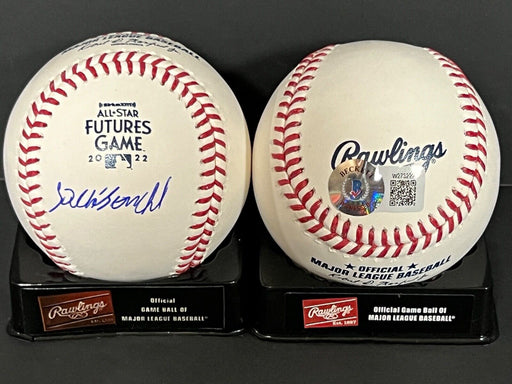 ALL-STAR
FUTURES
GAME
20 22
Rawlings
BECKETT
OFFICIAL
MAJOR LEAGUE BASEBALL
Rawlings
Official
GAME BALL OF
MAJOR LEAGUE BASEBALL
Rawlings
Est. 1887
Official Game Ball Of
MAJOR LEAGUE BASEBALL